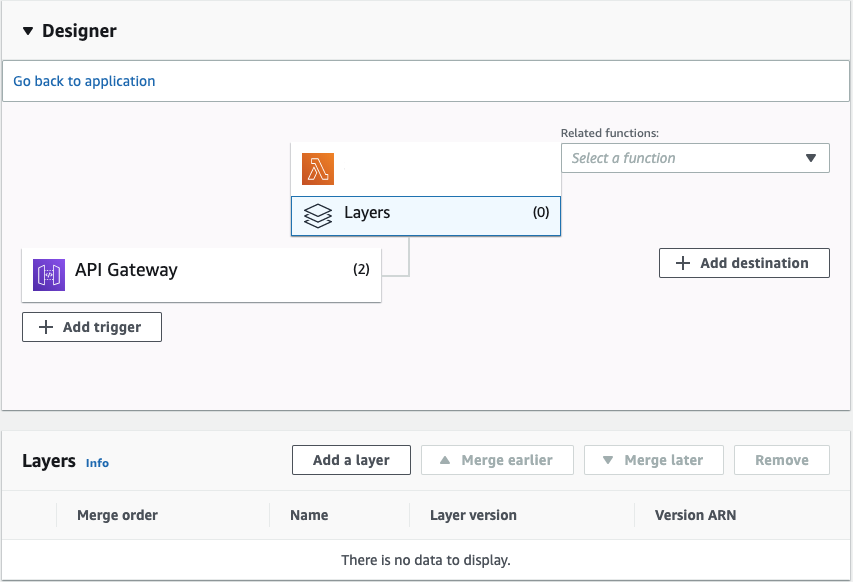 Designer
Go back to application
Related functions:
Select a function
Layers (0)
API Gateway (2)
Add destination
Add trigger
Layers Info Add a layer Merge earlier Merge later Remove
Merge order Name Layer version Version ARN
There is no data to display.